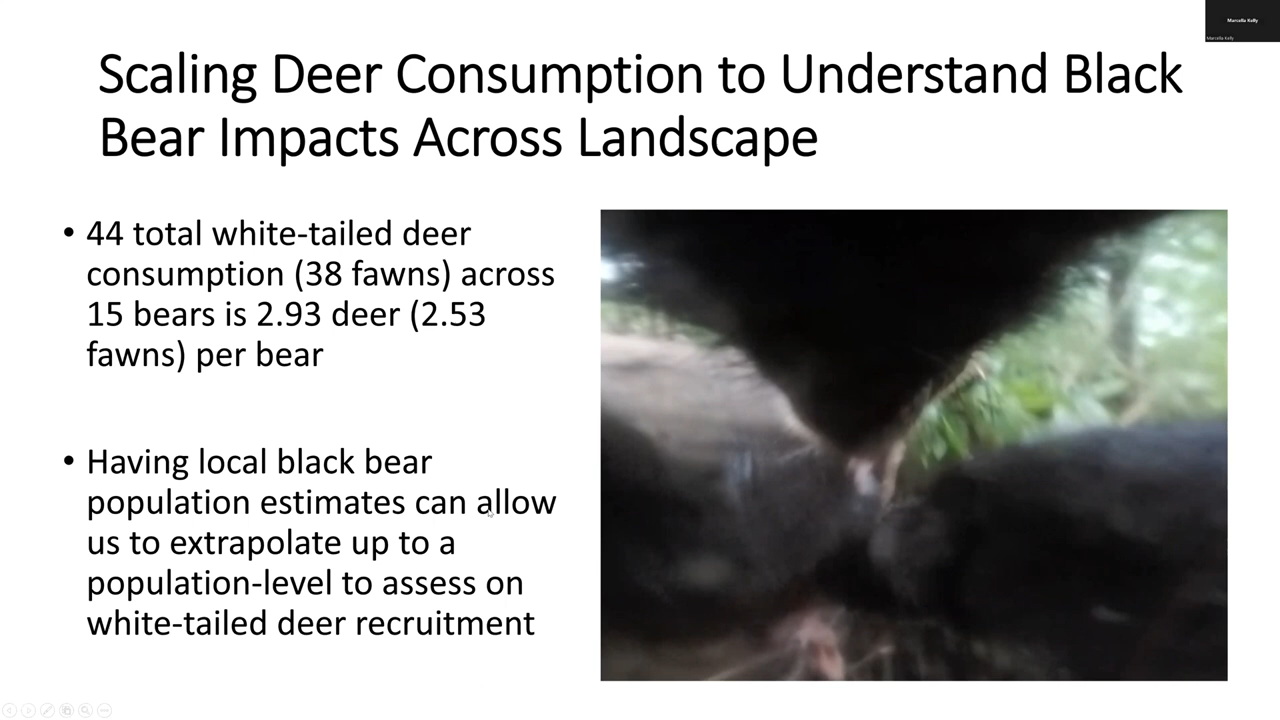 Marcella Kelly
Marcella Kelly
Scaling Deer Consumption to Understand Black
Bear Impacts Across Landscape
• 44 total white-tailed deer
consumption (38 fawns) across
15 bears is 2.93 deer (2.53
fawns) per bear
• Having local black bear
population estimates can allow
us to extrapolate up to a
population-level to assess on
white-tailed deer recruitment